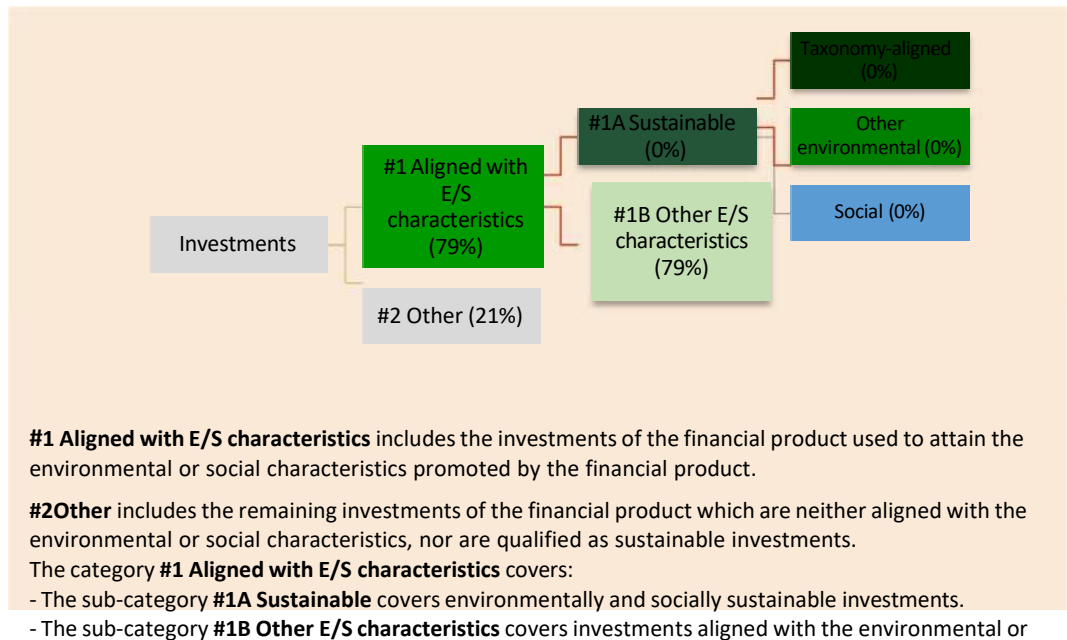 Taxonomy-aligned
(0%)
#1A Sustainable
(0%)
Other
environmental (0%)
#1 Aligned with
E/S
characteristics
(79%)
#1B Other E/S
characteristics
(79%)
Social (0%)
Investments
#2 Other (21%)
#1 Aligned with E/S characteristics includes the investments of the financial product used to attain the
environmental or social characteristics promoted by the financial product.
#2Other includes the remaining investments of the financial product which are neither aligned with the
environmental or social characteristics, nor are qualified as sustainable investments.
The category #1 Aligned with E/S characteristics covers:
- The sub-category #1A Sustainable covers environmentally and socially sustainable investments.
- The sub-category #1B Other E/S characteristics covers investments aligned with the environmental or